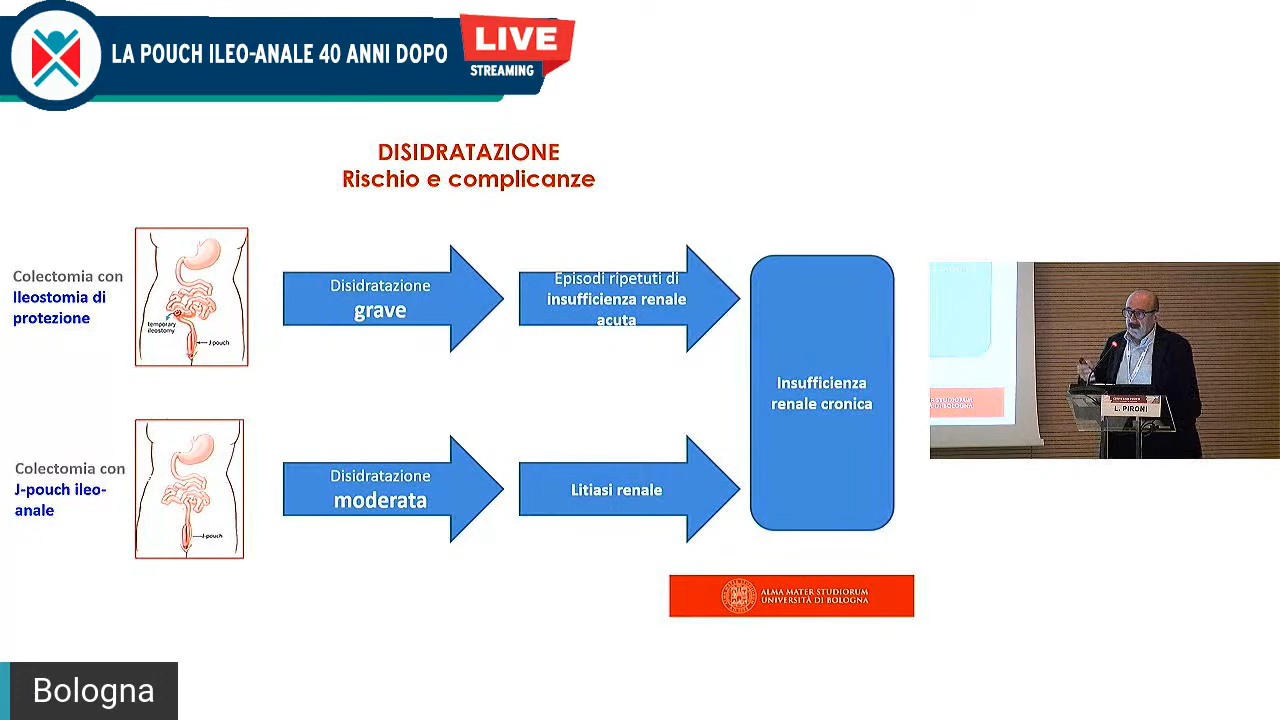 LA POUCH ILEO-ANALE 40 ANNI DOPO
LIVE
STREAMING
DISIDRATAZIONE
Rischio e complicanze
Colectomia con
Ileostomia di
protezione
temporary
ileostomy
J-pouch
Disidratazione
grave
Episodi ripetuti di
insufficienza renale
acuta
Insufficienza
renale cronica
Colectomia con
J-pouch ileo-
anale
J-pouch
Disidratazione
moderata
Litiasi renale
L. PIRONI
ALMA MATER STUDIORUM
UNIVERSITÀ DI BOLOGNA
Bologna